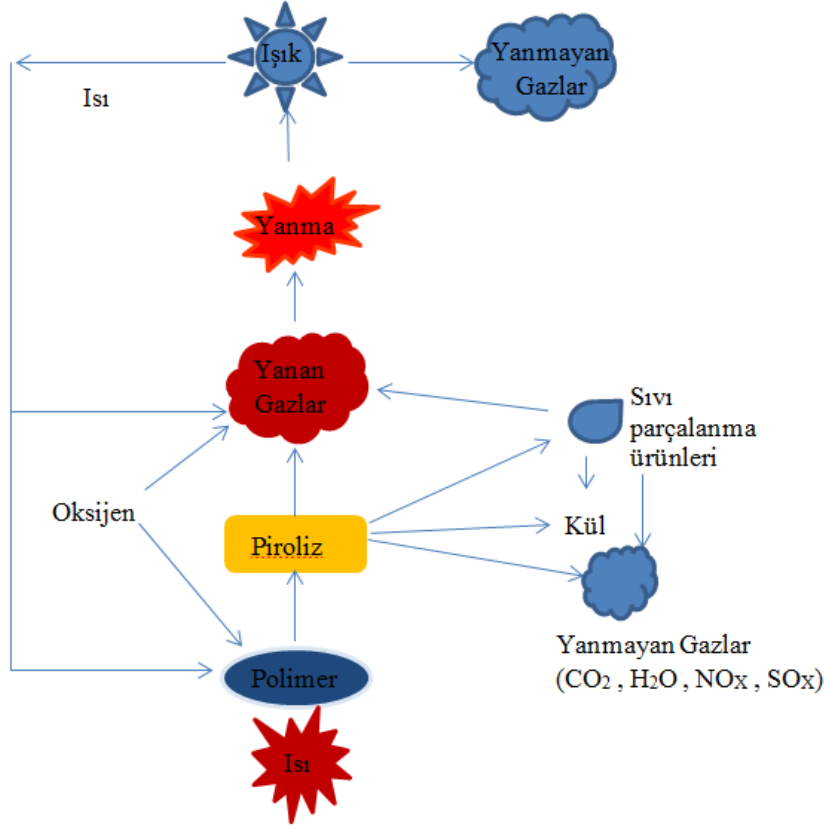 Işık
Yanmayan
Gazlar
Isı
Yanma
Yanan
Gazlar
Sıvı
parçalanma
ürünleri
Oksijen
Kül
Piroliz
Yanmayan Gazlar
(CO₂ , H₂O , NOX , SOX)
Polimer
Isı